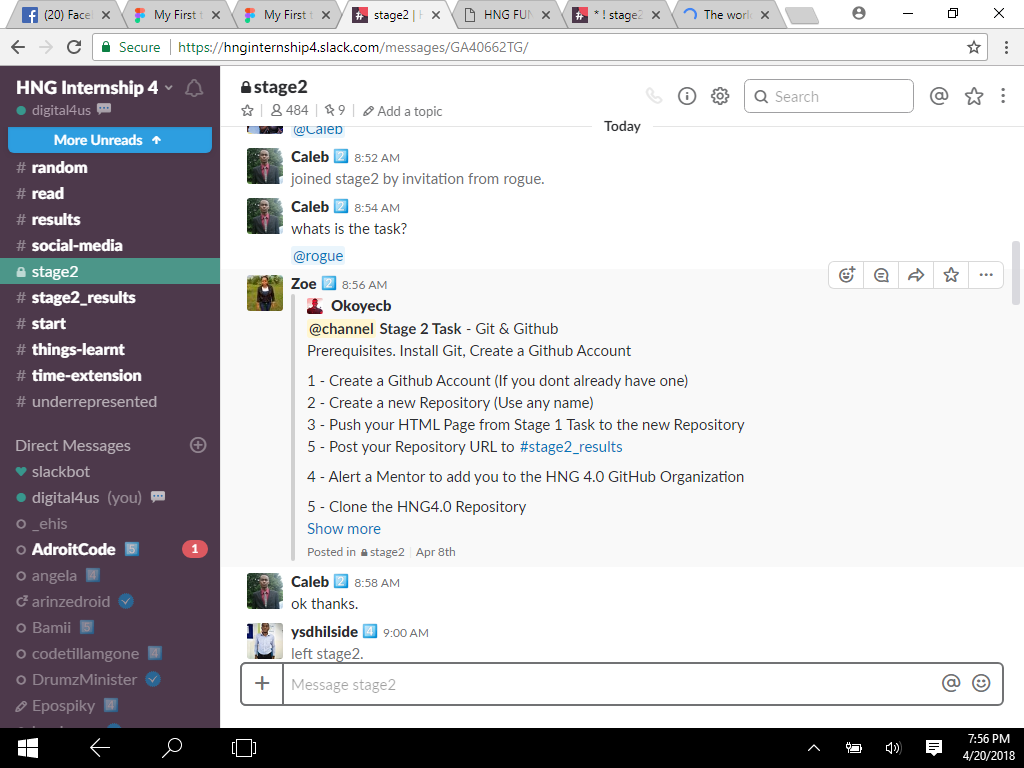 (20) Face
My First
My First
stage2 | H
HNG FUN
* ! stage2
The worl
Secure
https://hnginternship4.slack.com/messages/GA40662TG/
HNG Internship 4
digital4us
More Unreads
# random
# read
# results
# social-media
stage2
# stage2_results
# start
# things-learnt
# time-extension
# underrepresented
Direct Messages
slackbot
digital4us (you)
_ehis
AdroitCode 5 1
angela 4
arinzedroid
Bamii 5
codetillamgone 4
DrumzMinister
Epospiky 4
stage2
484 9 Add a topic
Search
Today
@Caleb
Caleb 2 8:52 AM
joined stage2 by invitation from rogue.
Caleb 2 8:54 AM
whats is the task?
@rogue
Zoe 2 8:56 AM
Okoyecb
@channel Stage 2 Task - Git & Github
Prerequisites. Install Git, Create a Github Account
1 - Create a Github Account (If you dont already have one)
2 - Create a new Repository (Use any name)
3 - Push your HTML Page from Stage 1 Task to the new Repository
5 - Post your Repository URL to #stage2_results
4 - Alert a Mentor to add you to the HNG 4.0 GitHub Organization
5 - Clone the HNG4.0 Repository
Show more
Posted in stage2 Apr 8th
Caleb 2 8:58 AM
ok thanks.
ysdhilside 4 9:00 AM
left stage2.
Message stage2
7:56 PM
4/20/2018